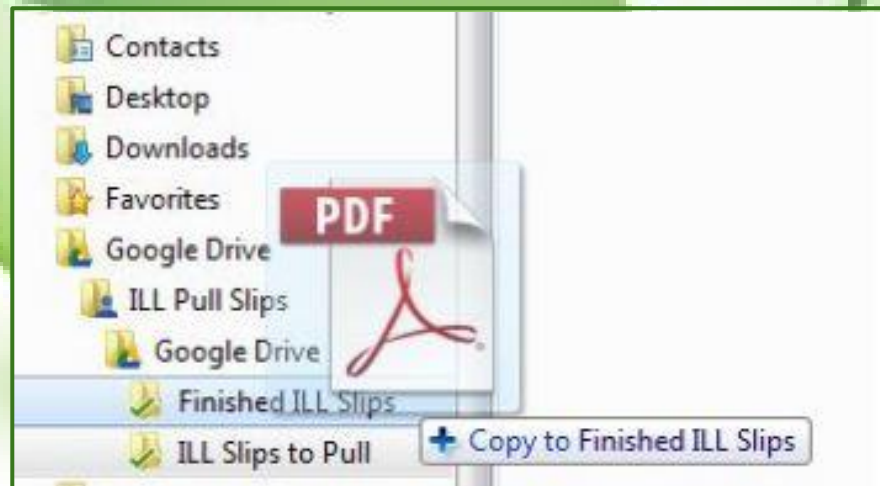 Contacts
Desktop
Downloads
Favorites
PDF
Google Drive
ILL Pull Slips
Google Drive
Finished ILL Slips
ILL Slips to Pull
+ Copy to Finished ILL Slips